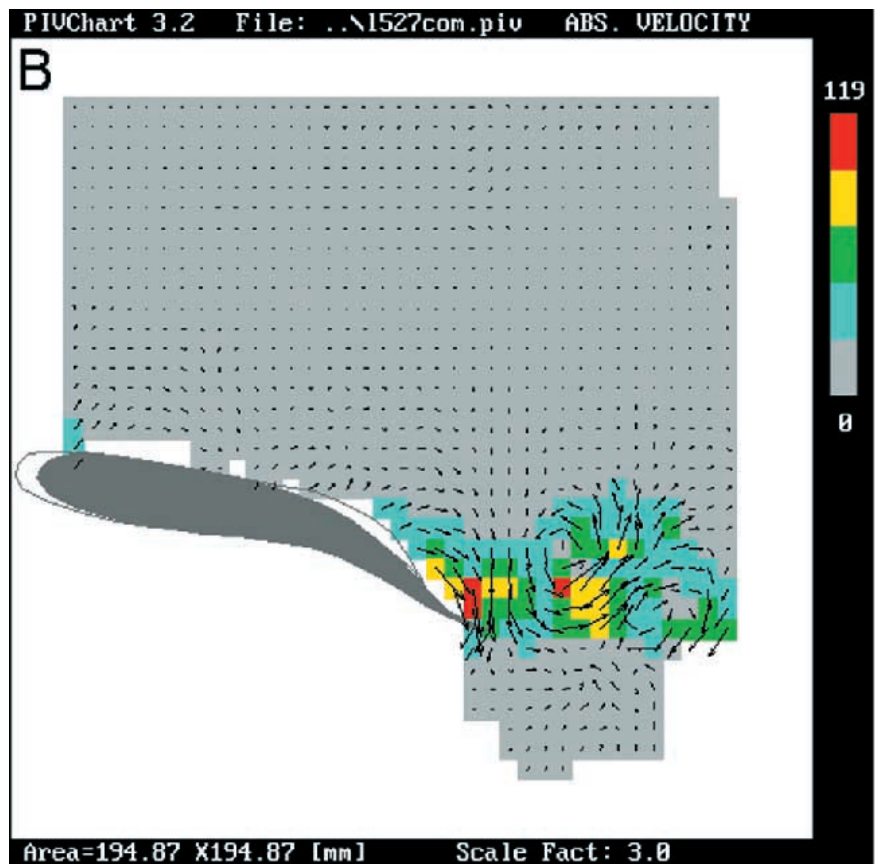 PIVChart 3.2 File: ..\l527com.piv ABS. VELOCITY
B
119
0
Area=194.87 X194.87 [mm] Scale Fact: 3.0